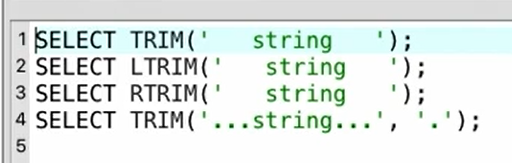 1 SELECT TRIM('   string   ');
2 SELECT LTRIM('   string   ');
3 SELECT RTRIM('   string   ');
4 SELECT TRIM('...string...', '.');
5